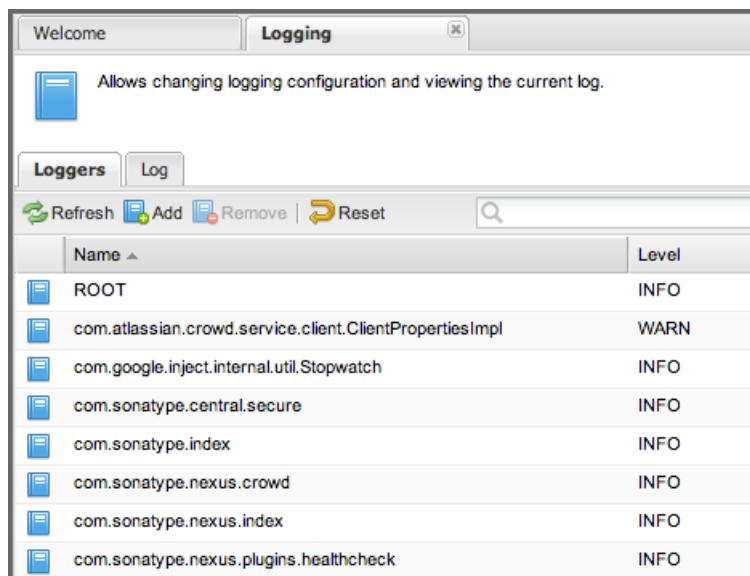 Welcome Logging
Allows changing logging configuration and viewing the current log.
Loggers Log
Refresh Add Remove Reset
Name Level
ROOT INFO
com.atlassian.crowd.service.client.ClientPropertiesImpl WARN
com.google.inject.internal.util.Stopwatch INFO
com.sonatype.central.secure INFO
com.sonatype.index INFO
com.sonatype.nexus.crowd INFO
com.sonatype.nexus.index INFO
com.sonatype.nexus.plugins.healthcheck INFO